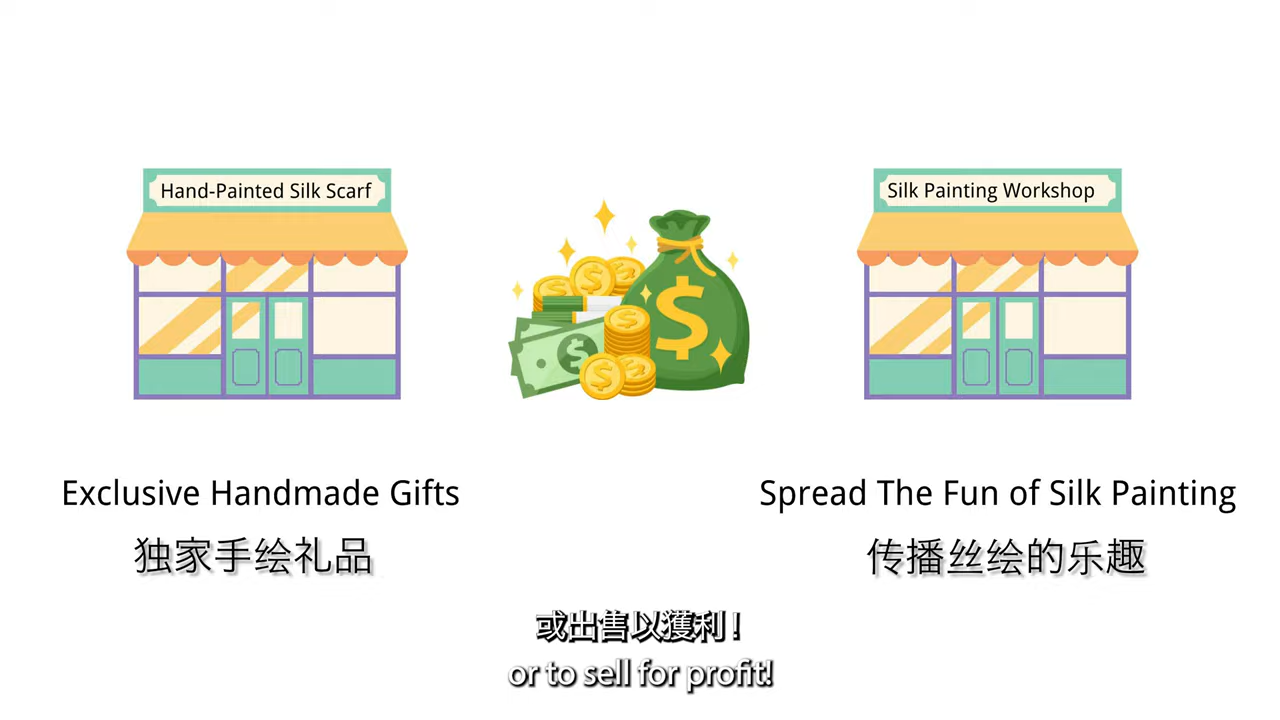 Hand-Painted Silk Scarf
Silk Painting Workshop
Exclusive Handmade Gifts
独家手绘礼品
Spread The Fun of Silk Painting
传播丝绘的乐趣
或出售以獲利！
or to sell for profit!